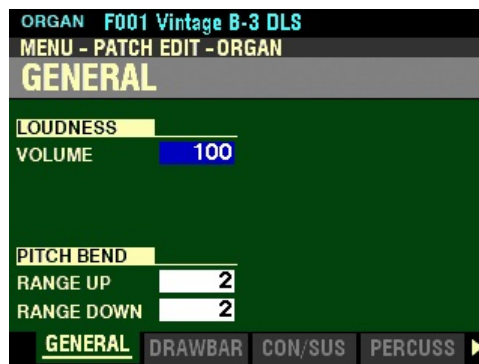 ORGAN F001 Vintage B-3 DLS
MENU - PATCH EDIT - ORGAN
GENERAL
LOUDNESS
VOLUME 100
PITCH BEND
RANGE UP 2
RANGE DOWN 2
GENERAL DRAWBAR CON/SUS PERCUSS